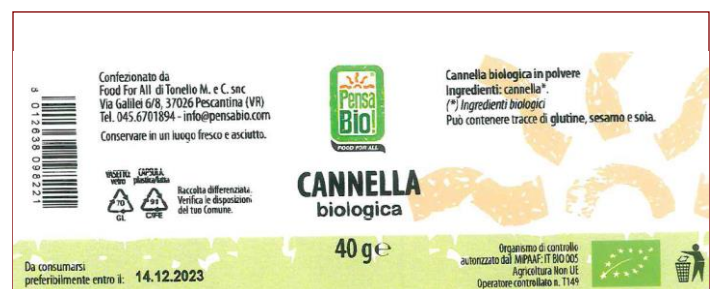 8 012638 098221
Confezionato da
Food For All di Tonello M. e C. snc
Via Galilei 6/8, 37026 Pescantina (VR)
Tel. 045.6701894 - info@pensabio.com
Conservare in un luogo fresco e asciutto.
VASETTO: vetro
70
GL
CAPSULA: plastica/latta
C/FE
Raccolta differenziata.
Verifica le disposizioni
del tuo Comune.
Da consumarsi
preferibilmente entro il: 14.12.2023
Pensa
Bio!
FOOD FOR ALL
CANNELLA
biologica
40 g e
Cannella biologica in polvere
Ingredienti: cannella*.
(*) Ingredienti biologici
Può contenere tracce di glutine, sesamo e soia.
Organismo di controllo
autorizzato dal MiPAAF: IT BIO 005
Agricoltura Non UE
Operatore controllato n. T149